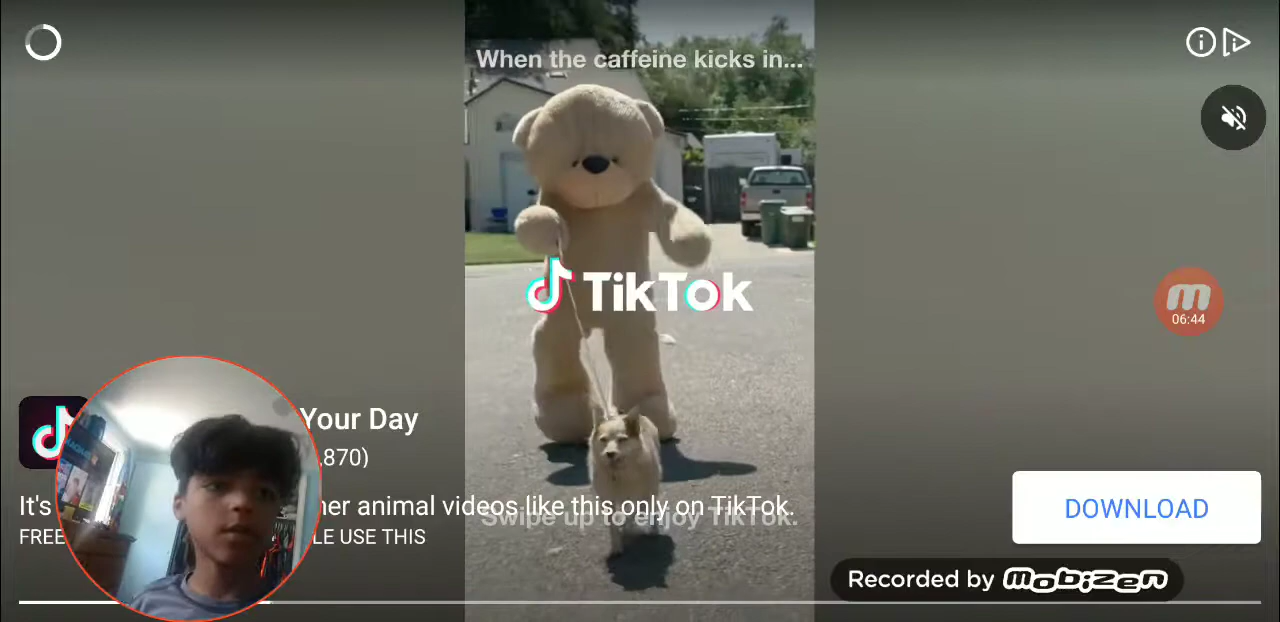 When the caffeine kicks in...
TikTok
06:44
Your Day
,870)
It's
her animal videos like this only on TikTok.
Swipe up to enjoy TikTok.
FREE
LE USE THIS
DOWNLOAD
Recorded by mobizen